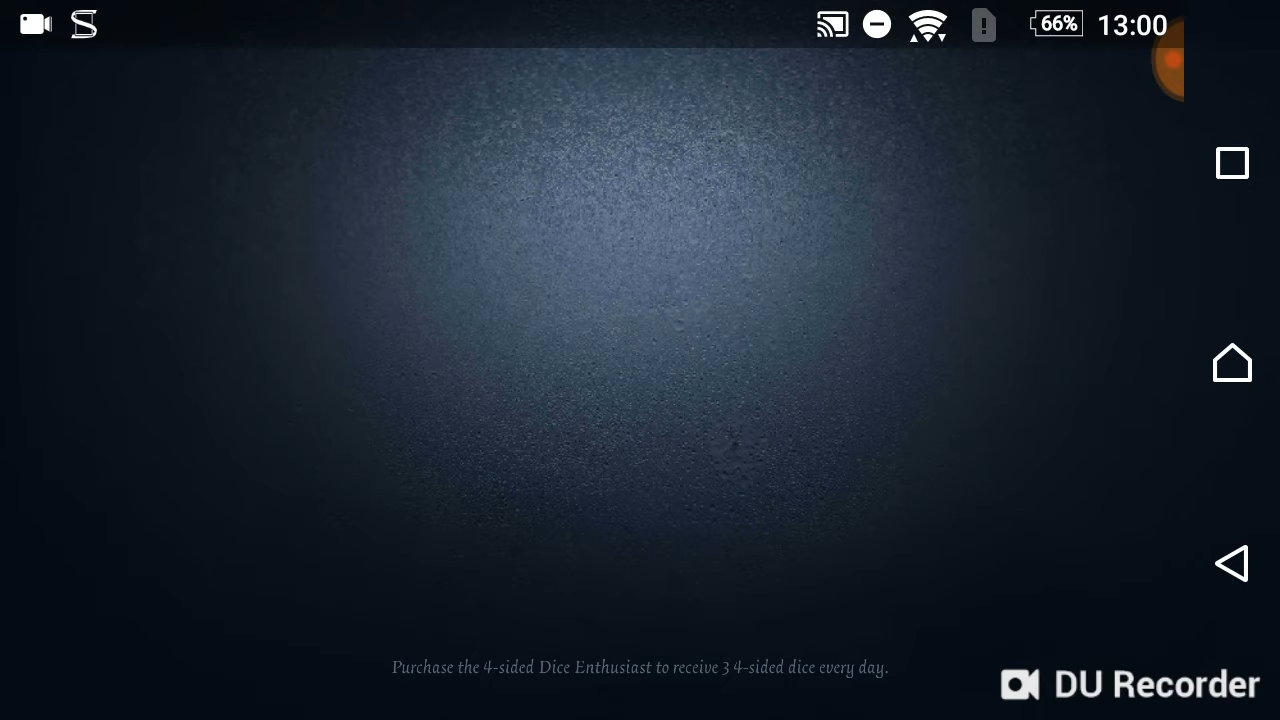 66% 13:00
Purchase the 4-sided Dice Enthusiast to receive 3 4-sided dice every day.
DU Recorder